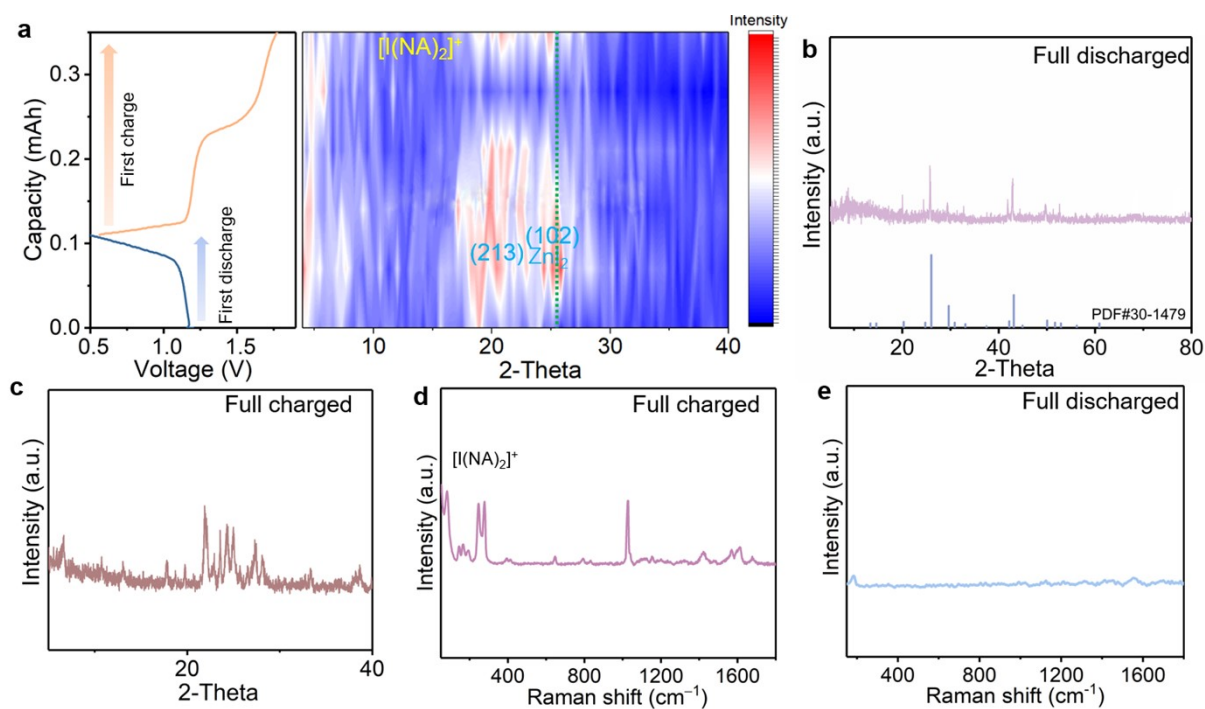 a
Capacity (mAh)
0.3
0.2
0.1
0.0
0.5
1.0
1.5
Voltage (V)
First charge
First discharge
[I(NA)₂]⁺
(213)
(102)
ZnI₂
10
20
30
40
2-Theta
Intensity
b
Full discharged
Intensity (a.u.)
PDF#30-1479
20
40
60
80
2-Theta
c
Full charged
Intensity (a.u.)
20
40
2-Theta
d
Full charged
[I(NA)₂]⁺
Intensity (a.u.)
400
800
1200
1600
Raman shift (cm⁻¹)
e
Full discharged
Intensity (a.u.)
400
800
1200
1600
Raman shift (cm⁻¹)